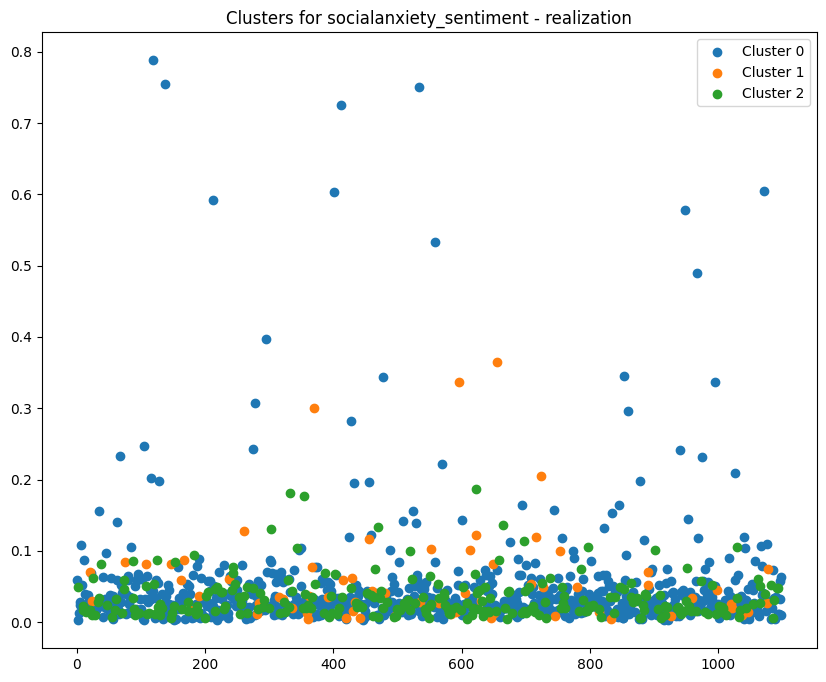 Clusters for socialanxiety_sentiment - realization
Cluster 0
Cluster 1
Cluster 2
0.8
0.7
0.6
0.5
0.4
0.3
0.2
0.1
0.0
0 200 400 600 800 1000